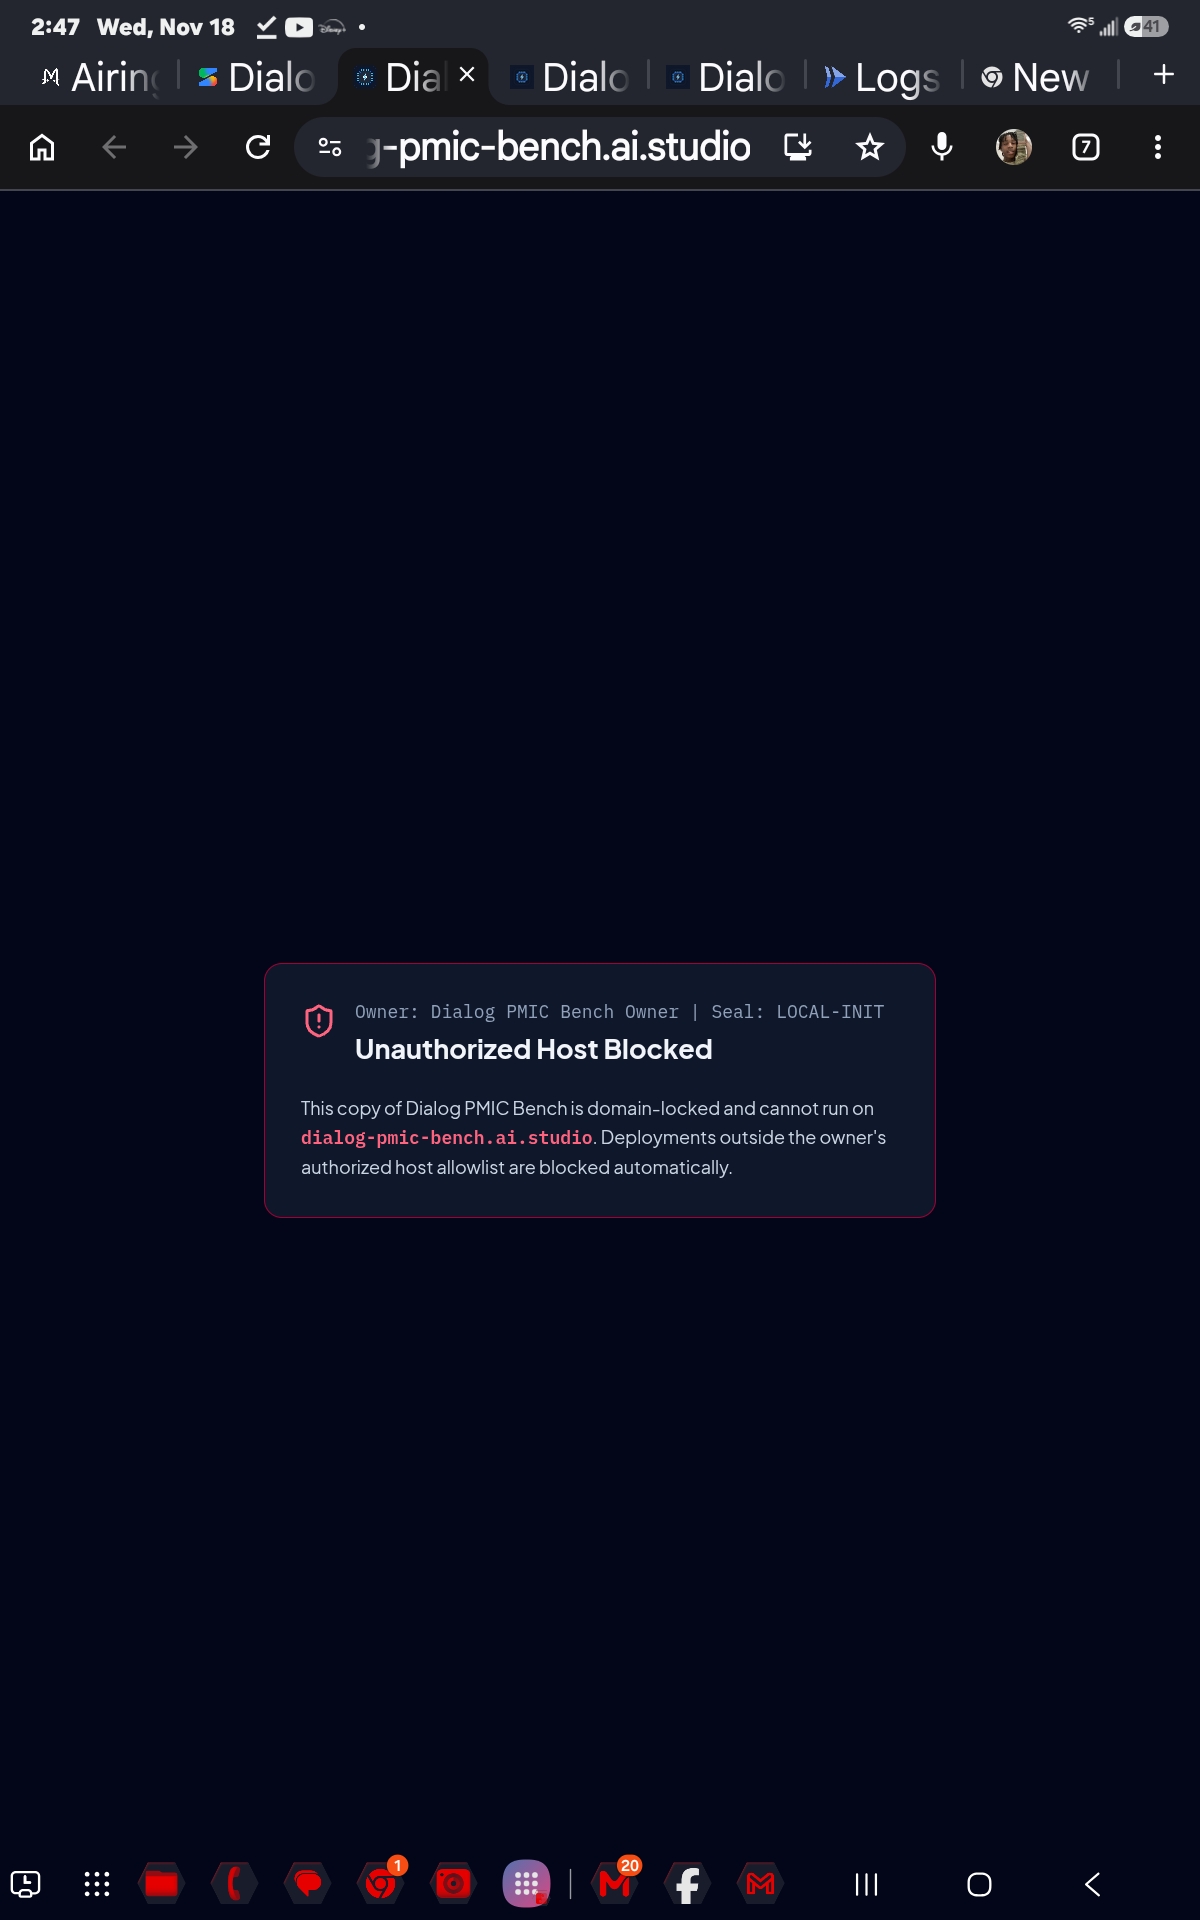 2:47 Wed, Nov 18
41
Airing
Dialo
Dial
Dialo
Dialo
Logs
New
g-pmic-bench.ai.studio
7
Owner: Dialog PMIC Bench Owner | Seal: LOCAL-INIT
Unauthorized Host Blocked
This copy of Dialog PMIC Bench is domain-locked and cannot run on
dialog-pmic-bench.ai.studio. Deployments outside the owner's
authorized host allowlist are blocked automatically.
1
20